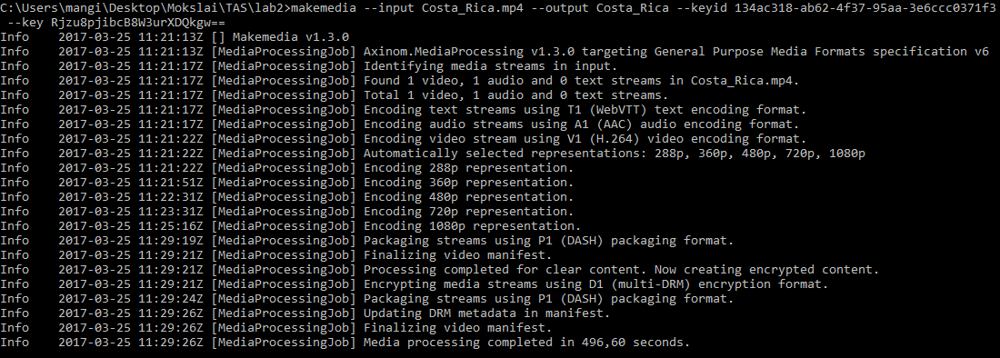 C:\Users\mangi\Desktop\Mokslai\TAS\lab2>makemedia --input Costa_Rica.mp4 --output Costa_Rica --keyid 134ac318-ab62-4f37-95aa-3e6ccc0371f3
--key Rjzu8pjibcB8W3urXDQkgw==
Info 2017-03-25 11:21:13Z [] Makemedia v1.3.0
Info 2017-03-25 11:21:13Z [MediaProcessingJob] Axinom.MediaProcessing v1.3.0 targeting General Purpose Media Formats specification v6
Info 2017-03-25 11:21:17Z [MediaProcessingJob] Identifying media streams in input.
Info 2017-03-25 11:21:17Z [MediaProcessingJob] Found 1 video, 1 audio and 0 text streams in Costa_Rica.mp4.
Info 2017-03-25 11:21:17Z [MediaProcessingJob] Total 1 video, 1 audio and 0 text streams.
Info 2017-03-25 11:21:17Z [MediaProcessingJob] Encoding text streams using T1 (WebVTT) text encoding format.
Info 2017-03-25 11:21:17Z [MediaProcessingJob] Encoding audio streams using A1 (AAC) audio encoding format.
Info 2017-03-25 11:21:22Z [MediaProcessingJob] Encoding video stream using V1 (H.264) video encoding format.
Info 2017-03-25 11:21:22Z [MediaProcessingJob] Automatically selected representations: 288p, 360p, 480p, 720p, 1080p
Info 2017-03-25 11:21:22Z [MediaProcessingJob] Encoding 288p representation.
Info 2017-03-25 11:21:51Z [MediaProcessingJob] Encoding 360p representation.
Info 2017-03-25 11:22:31Z [MediaProcessingJob] Encoding 480p representation.
Info 2017-03-25 11:23:31Z [MediaProcessingJob] Encoding 720p representation.
Info 2017-03-25 11:25:16Z [MediaProcessingJob] Encoding 1080p representation.
Info 2017-03-25 11:29:19Z [MediaProcessingJob] Packaging streams using P1 (DASH) packaging format.
Info 2017-03-25 11:29:21Z [MediaProcessingJob] Finalizing video manifest.
Info 2017-03-25 11:29:21Z [MediaProcessingJob] Processing completed for clear content. Now creating encrypted content.
Info 2017-03-25 11:29:21Z [MediaProcessingJob] Encrypting media streams using D1 (multi-DRM) encryption format.
Info 2017-03-25 11:29:24Z [MediaProcessingJob] Packaging streams using P1 (DASH) packaging format.
Info 2017-03-25 11:29:26Z [MediaProcessingJob] Updating DRM metadata in manifest.
Info 2017-03-25 11:29:26Z [MediaProcessingJob] Finalizing video manifest.
Info 2017-03-25 11:29:26Z [MediaProcessingJob] Media processing completed in 496,60 seconds.